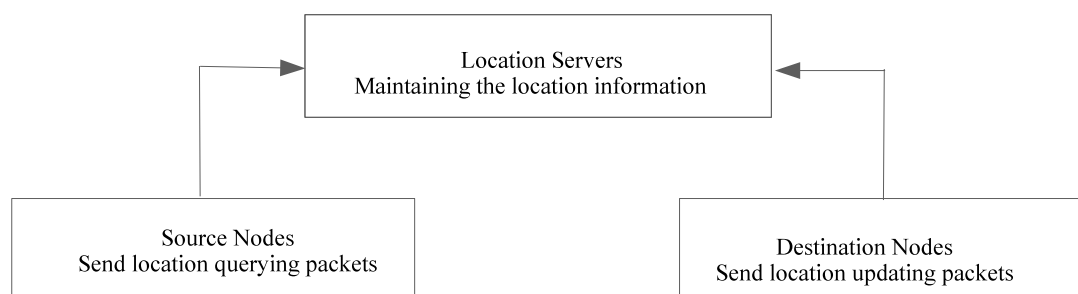 Location Servers
Maintaining the location information
Source Nodes
Send location querying packets
Destination Nodes
Send location updating packets